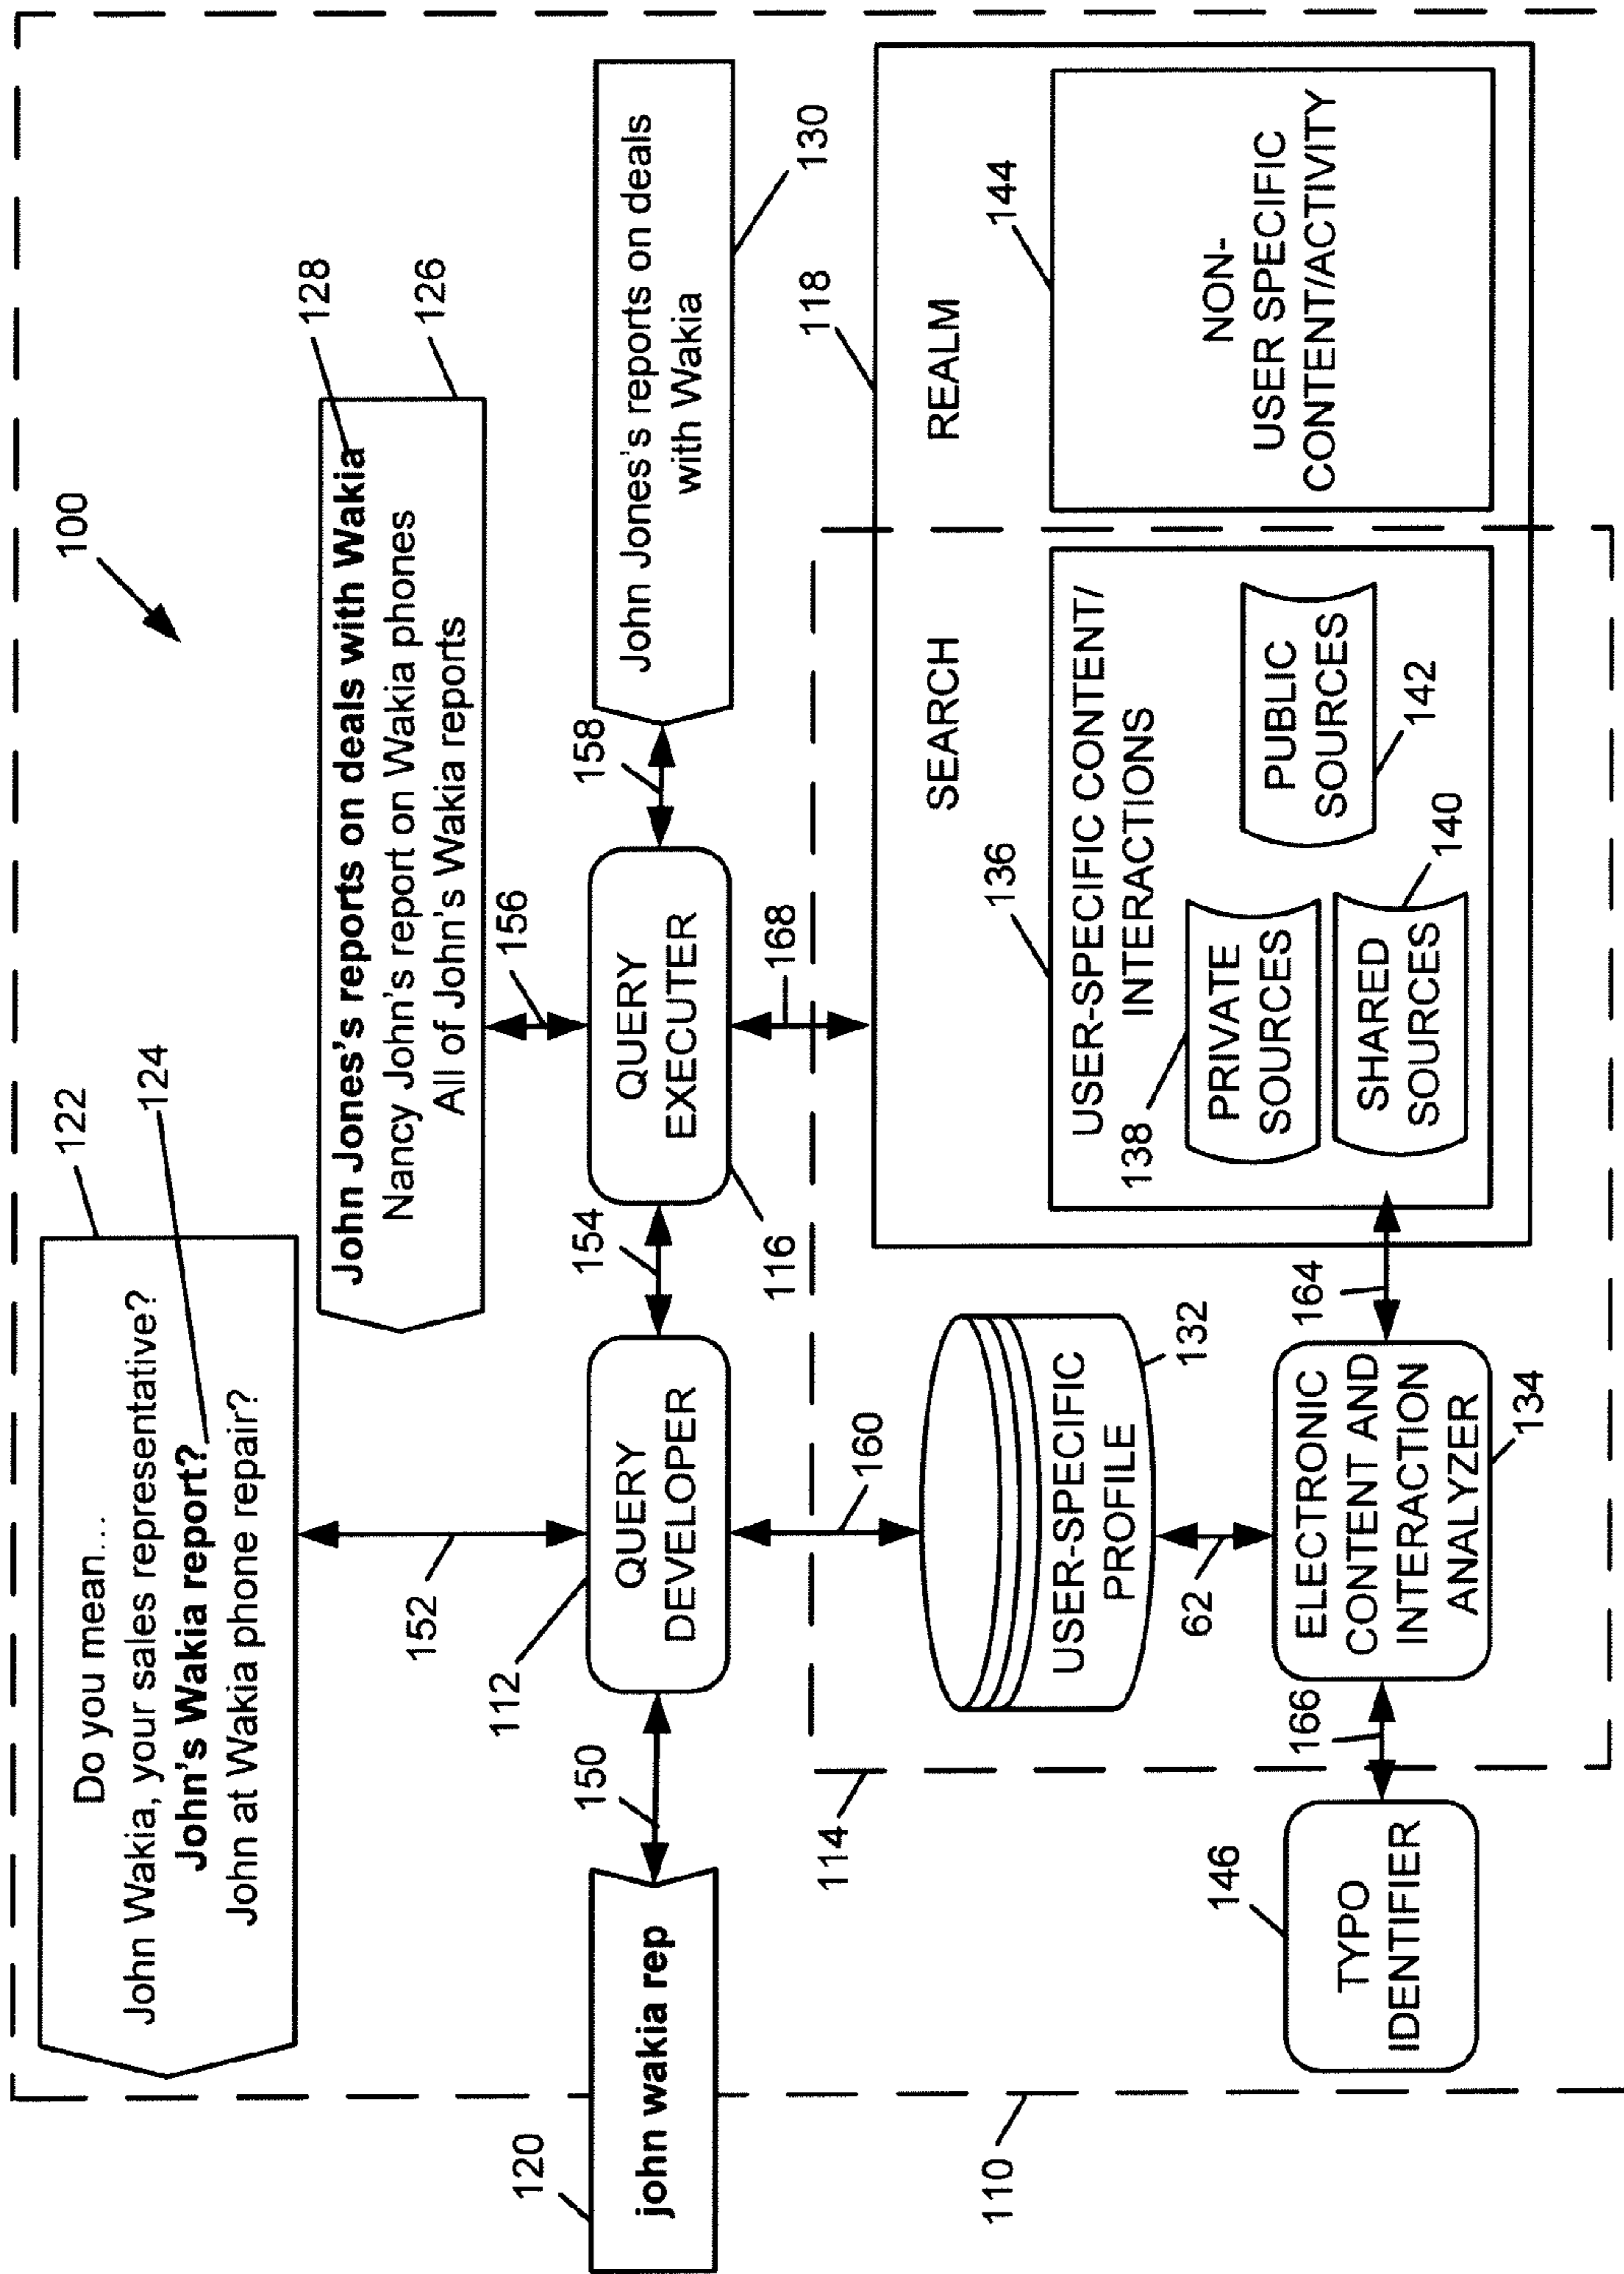 100
122
Do you mean...
John Wakia, your sales representative?
John's Wakia report?
John at Wakia phone repair?
124
128
John Jones's reports on deals with Wakia
Nancy John's report on Wakia phones
All of John's Wakia reports
126
152
156
120
john wakia rep
150
112
QUERY
DEVELOPER
154
QUERY
EXECUTER
116
158
John Jones's reports on deals
with Wakia
130
160
168
114
118
SEARCH
REALM
USER-SPECIFIC
PROFILE
132
136
USER-SPECIFIC CONTENT/
INTERACTIONS
138
PRIVATE
SOURCES
SHARED
SOURCES
140
PUBLIC
SOURCES
142
144
NON-
USER SPECIFIC
CONTENT/ACTIVITY
62
146
TYPO
IDENTIFIER
166
ELECTRONIC
CONTENT AND
INTERACTION
ANALYZER
134
164
110